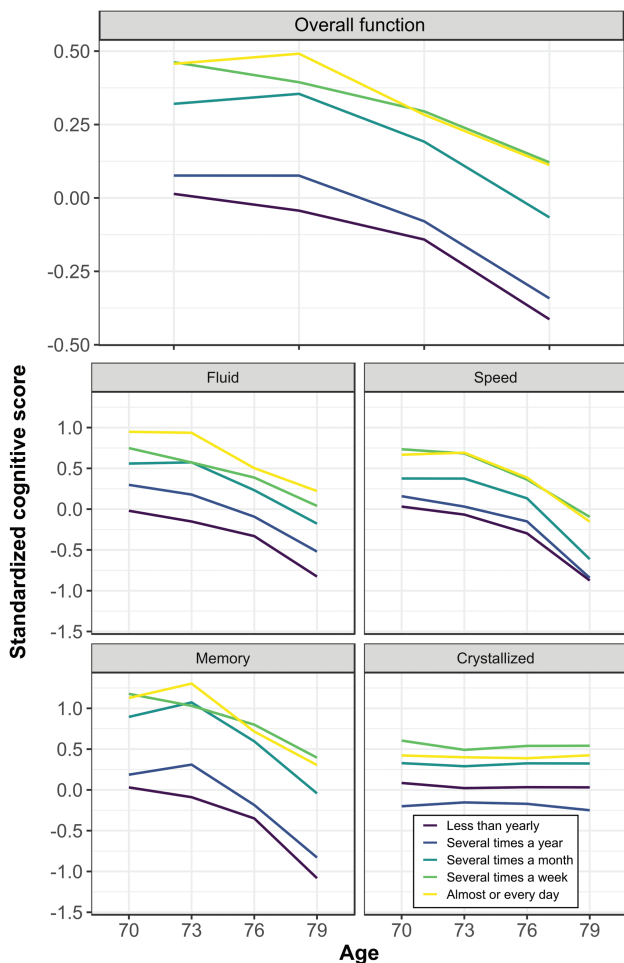 Overall function
0.50
0.25
0.00
-0.25
-0.50
Standardized cognitive score
Fluid
Speed
1.0
0.5
0.0
-0.5
-1.0
-1.5
Memory
Crystallized
1.0
0.5
0.0
-0.5
-1.0
-1.5
Less than yearly
Several times a year
Several times a month
Several times a week
Almost or every day
70 73 76 79 70 73 76 79
Age